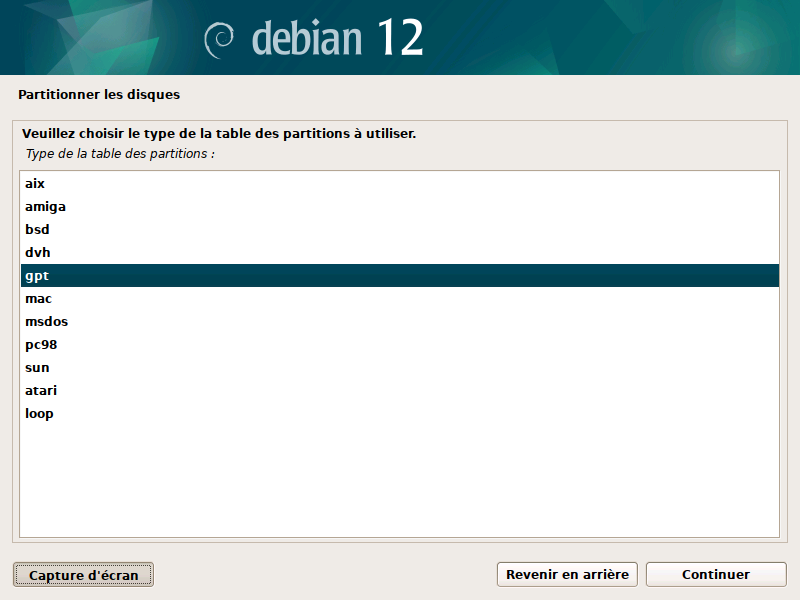 debian 12
Partitionner les disques
Veuillez choisir le type de la table des partitions à utiliser.
Type de la table des partitions :
aix
amiga
bsd
dvh
gpt
mac
msdos
pc98
sun
atari
loop
Capture d'écran
Revenir en arrière
Continuer